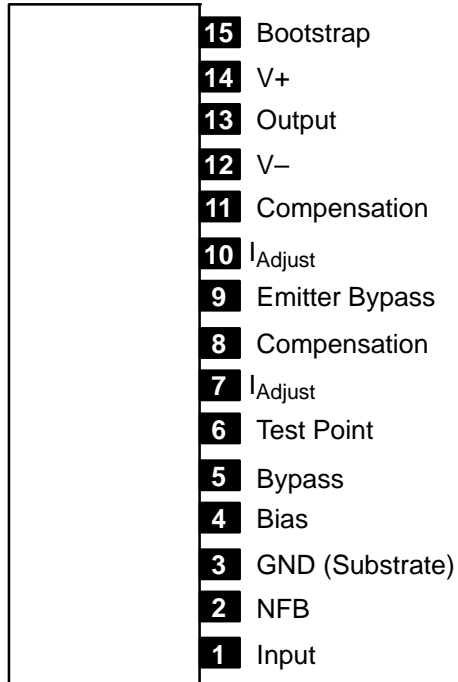 15 Bootstrap
14 V+
13 Output
12 V–
11 Compensation
10 IAdjust
9 Emitter Bypass
8 Compensation
7 IAdjust
6 Test Point
5 Bypass
4 Bias
3 GND (Substrate)
2 NFB
1 Input